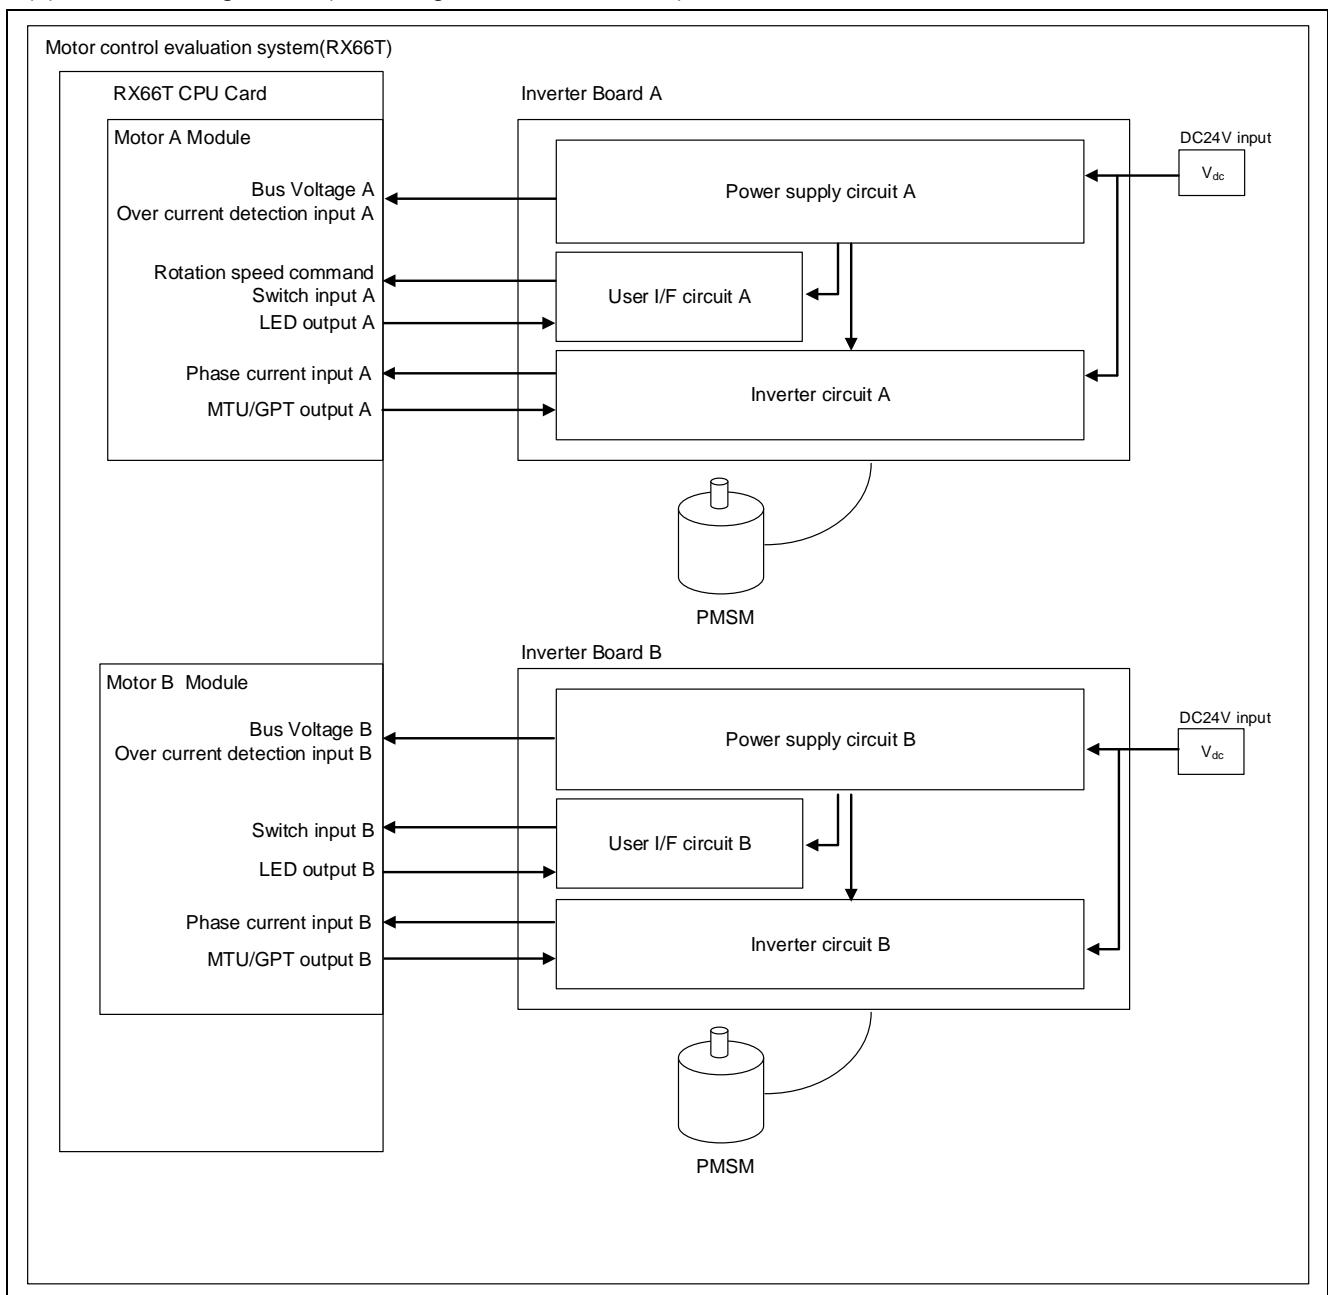 Motor control evaluation system(RX66T)
RX66T CPU Card
Inverter Board A
Motor A Module
DC24V input
Vdc
Bus Voltage A
Over current detection input A
Power supply circuit A
Rotation speed command
Switch input A
LED output A
User I/F circuit A
Phase current input A
MTU/GPT output A
Inverter circuit A
PMSM
Inverter Board B
Motor B Module
DC24V input
Vdc
Bus Voltage B
Over current detection input B
Power supply circuit B
Switch input B
LED output B
User I/F circuit B
Phase current input B
MTU/GPT output B
Inverter circuit B
PMSM